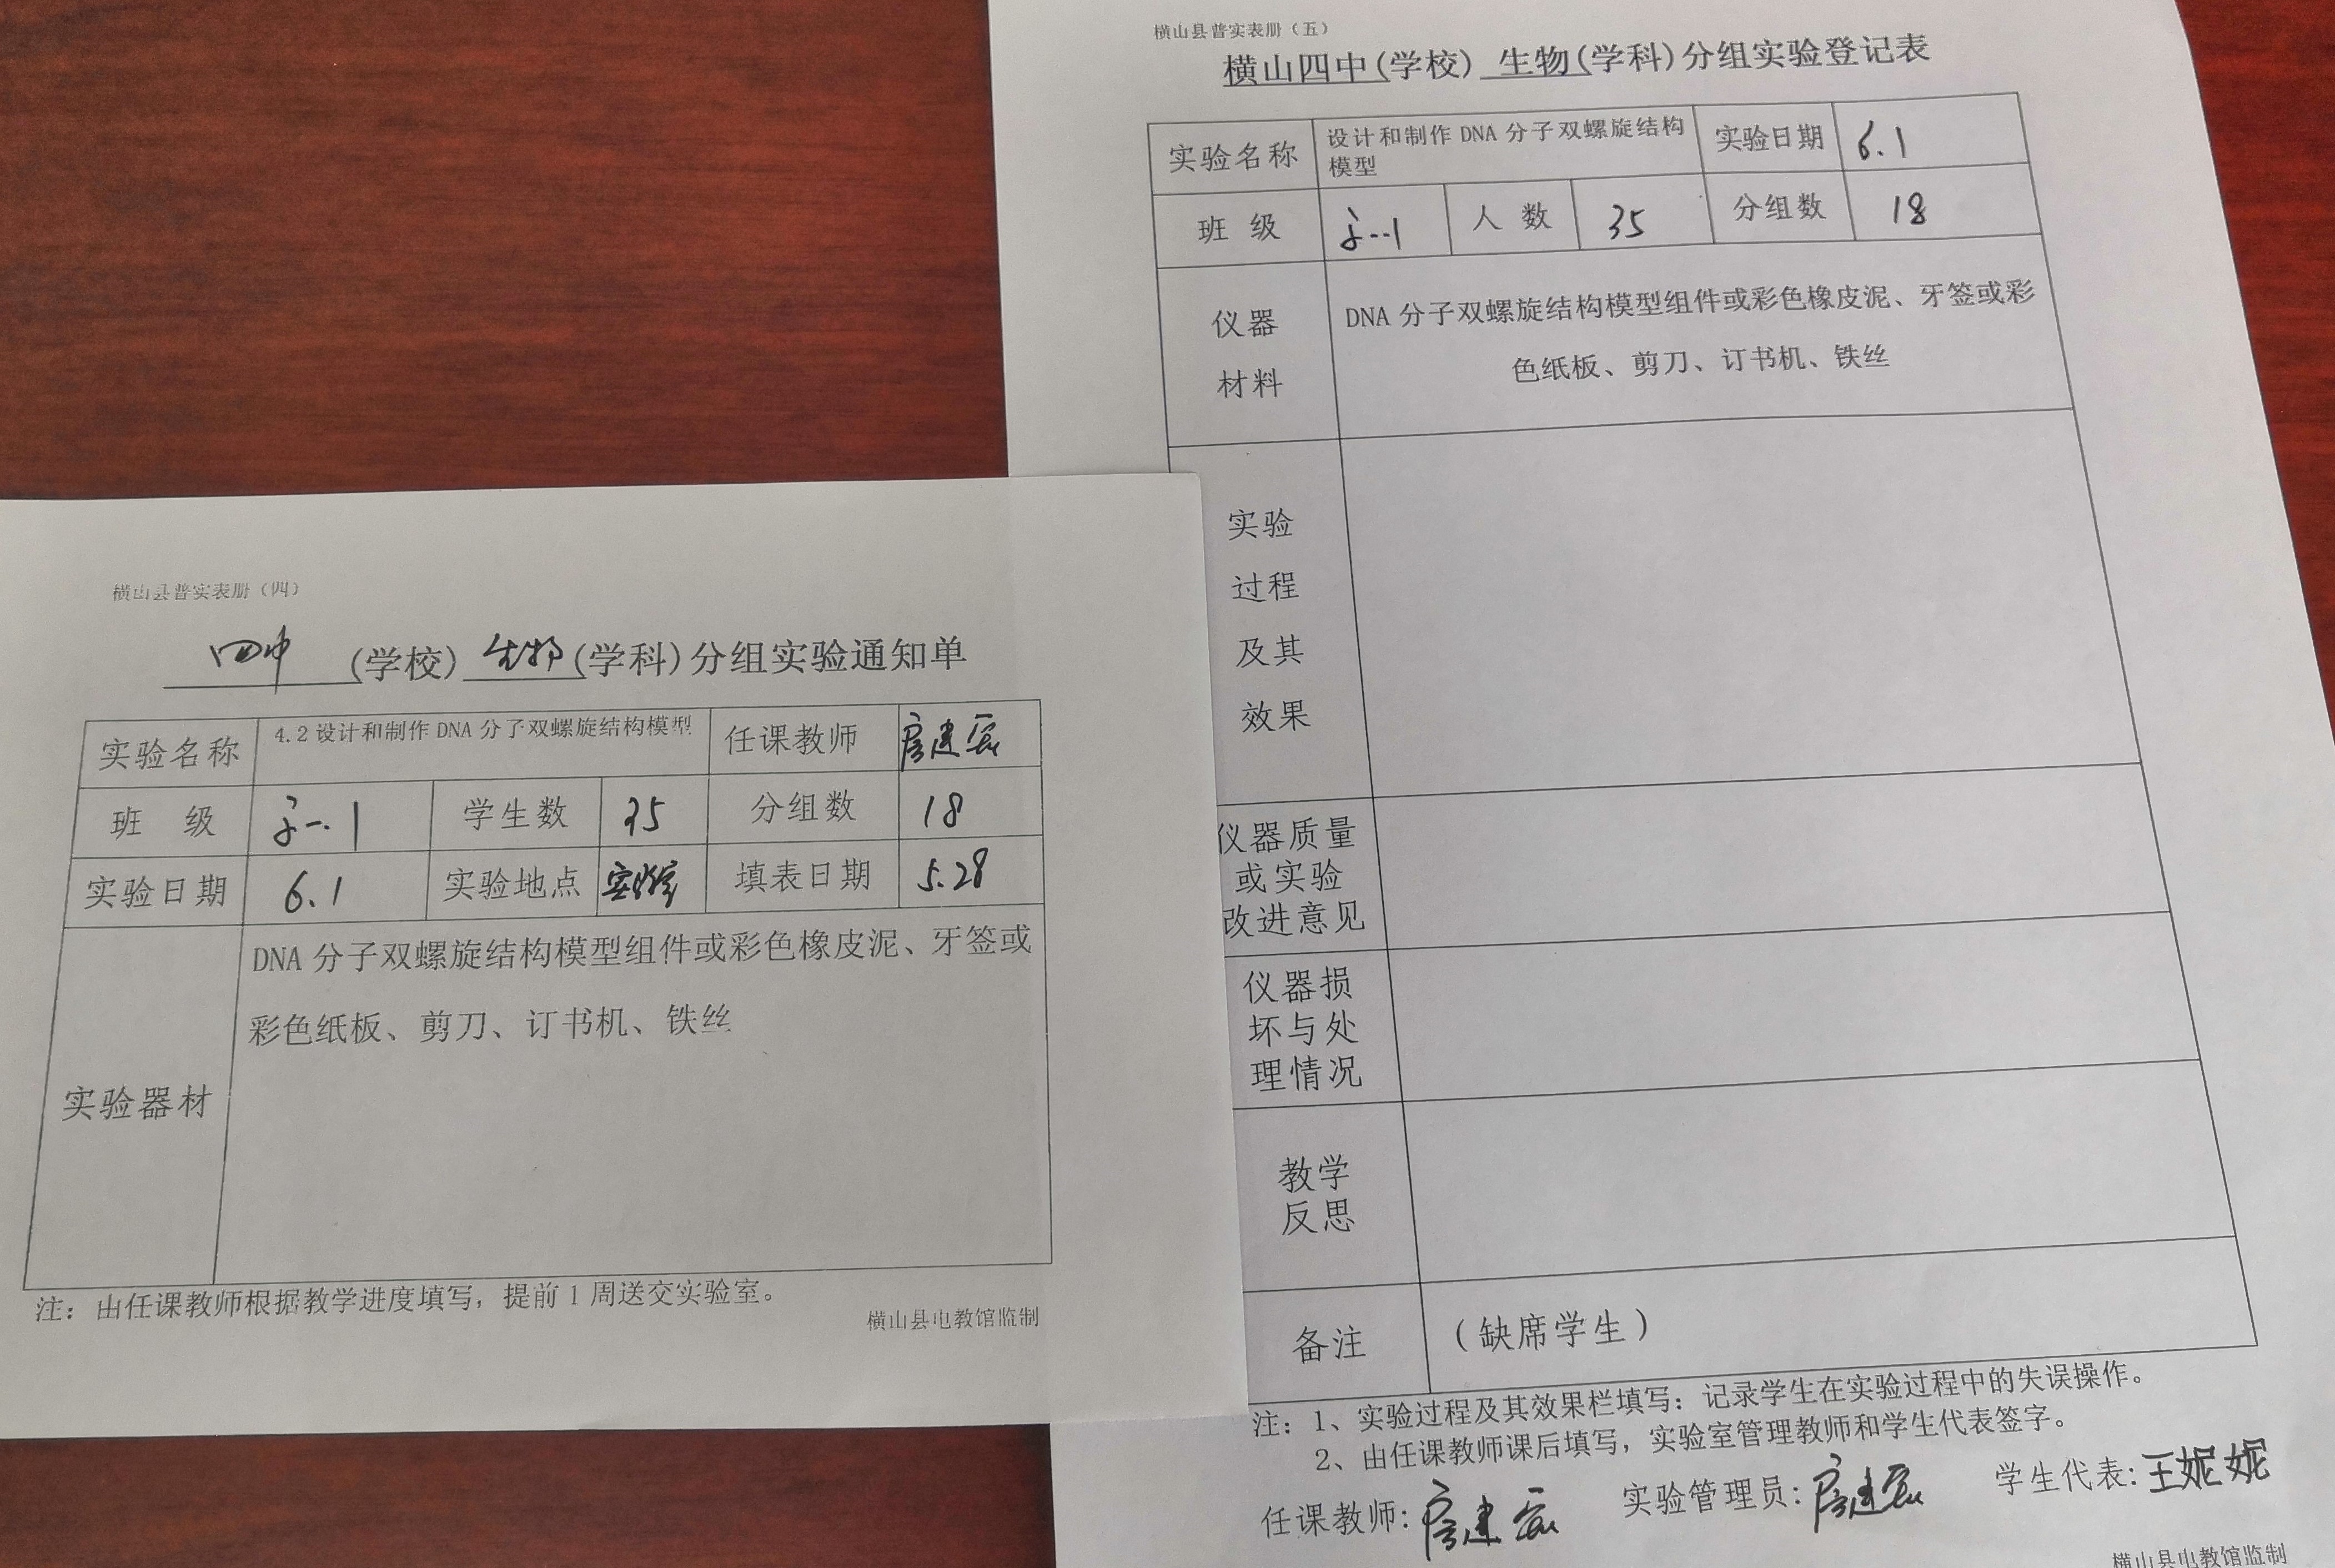 横山县普实表册（四）
四中 (学校) 生物 (学科)分组实验通知单
实验名称 4.2设计和制作DNA分子双螺旋结构模型 任课教师
班 级 学生数 35 分组数 18
实验日期 6.1 实验地点 实验室 填表日期 5.28
实验器材
DNA分子双螺旋结构模型组件或彩色橡皮泥、牙签或
彩色纸板、剪刀、订书机、铁丝
注：由任课教师根据教学进度填写，提前1周送交实验室。
横山县电教馆监制
横山县普实表册（五）
横山四中(学校) 生物(学科)分组实验登记表
实验名称
设计和制作DNA分子双螺旋结构
模型
实验日期 6.1
班 级 人 数 35 分组数 18
仪器
材料
DNA分子双螺旋结构模型组件或彩色橡皮泥、牙签或彩
色纸板、剪刀、订书机、铁丝
实验
过程
及其
效果
仪器质量
或实验
改进意见
仪器损
坏与处
理情况
教学
反思
备注 （缺席学生）
注：1、实验过程及其效果栏填写：记录学生在实验过程中的失误操作。
2、由任课教师课后填写，实验室管理教师和学生代表签字。
任课教师： 实验管理员： 学生代表：王妮妮
横山县电教馆监制